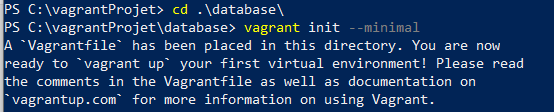 PS C:\vagrantProjet> cd .\database\
PS C:\vagrantProjet\database> vagrant init --minimal
A `Vagrantfile` has been placed in this directory. You are now
ready to `vagrant up` your first virtual environment! Please read
the comments in the Vagrantfile as well as documentation on
`vagrantup.com` for more information on using Vagrant.